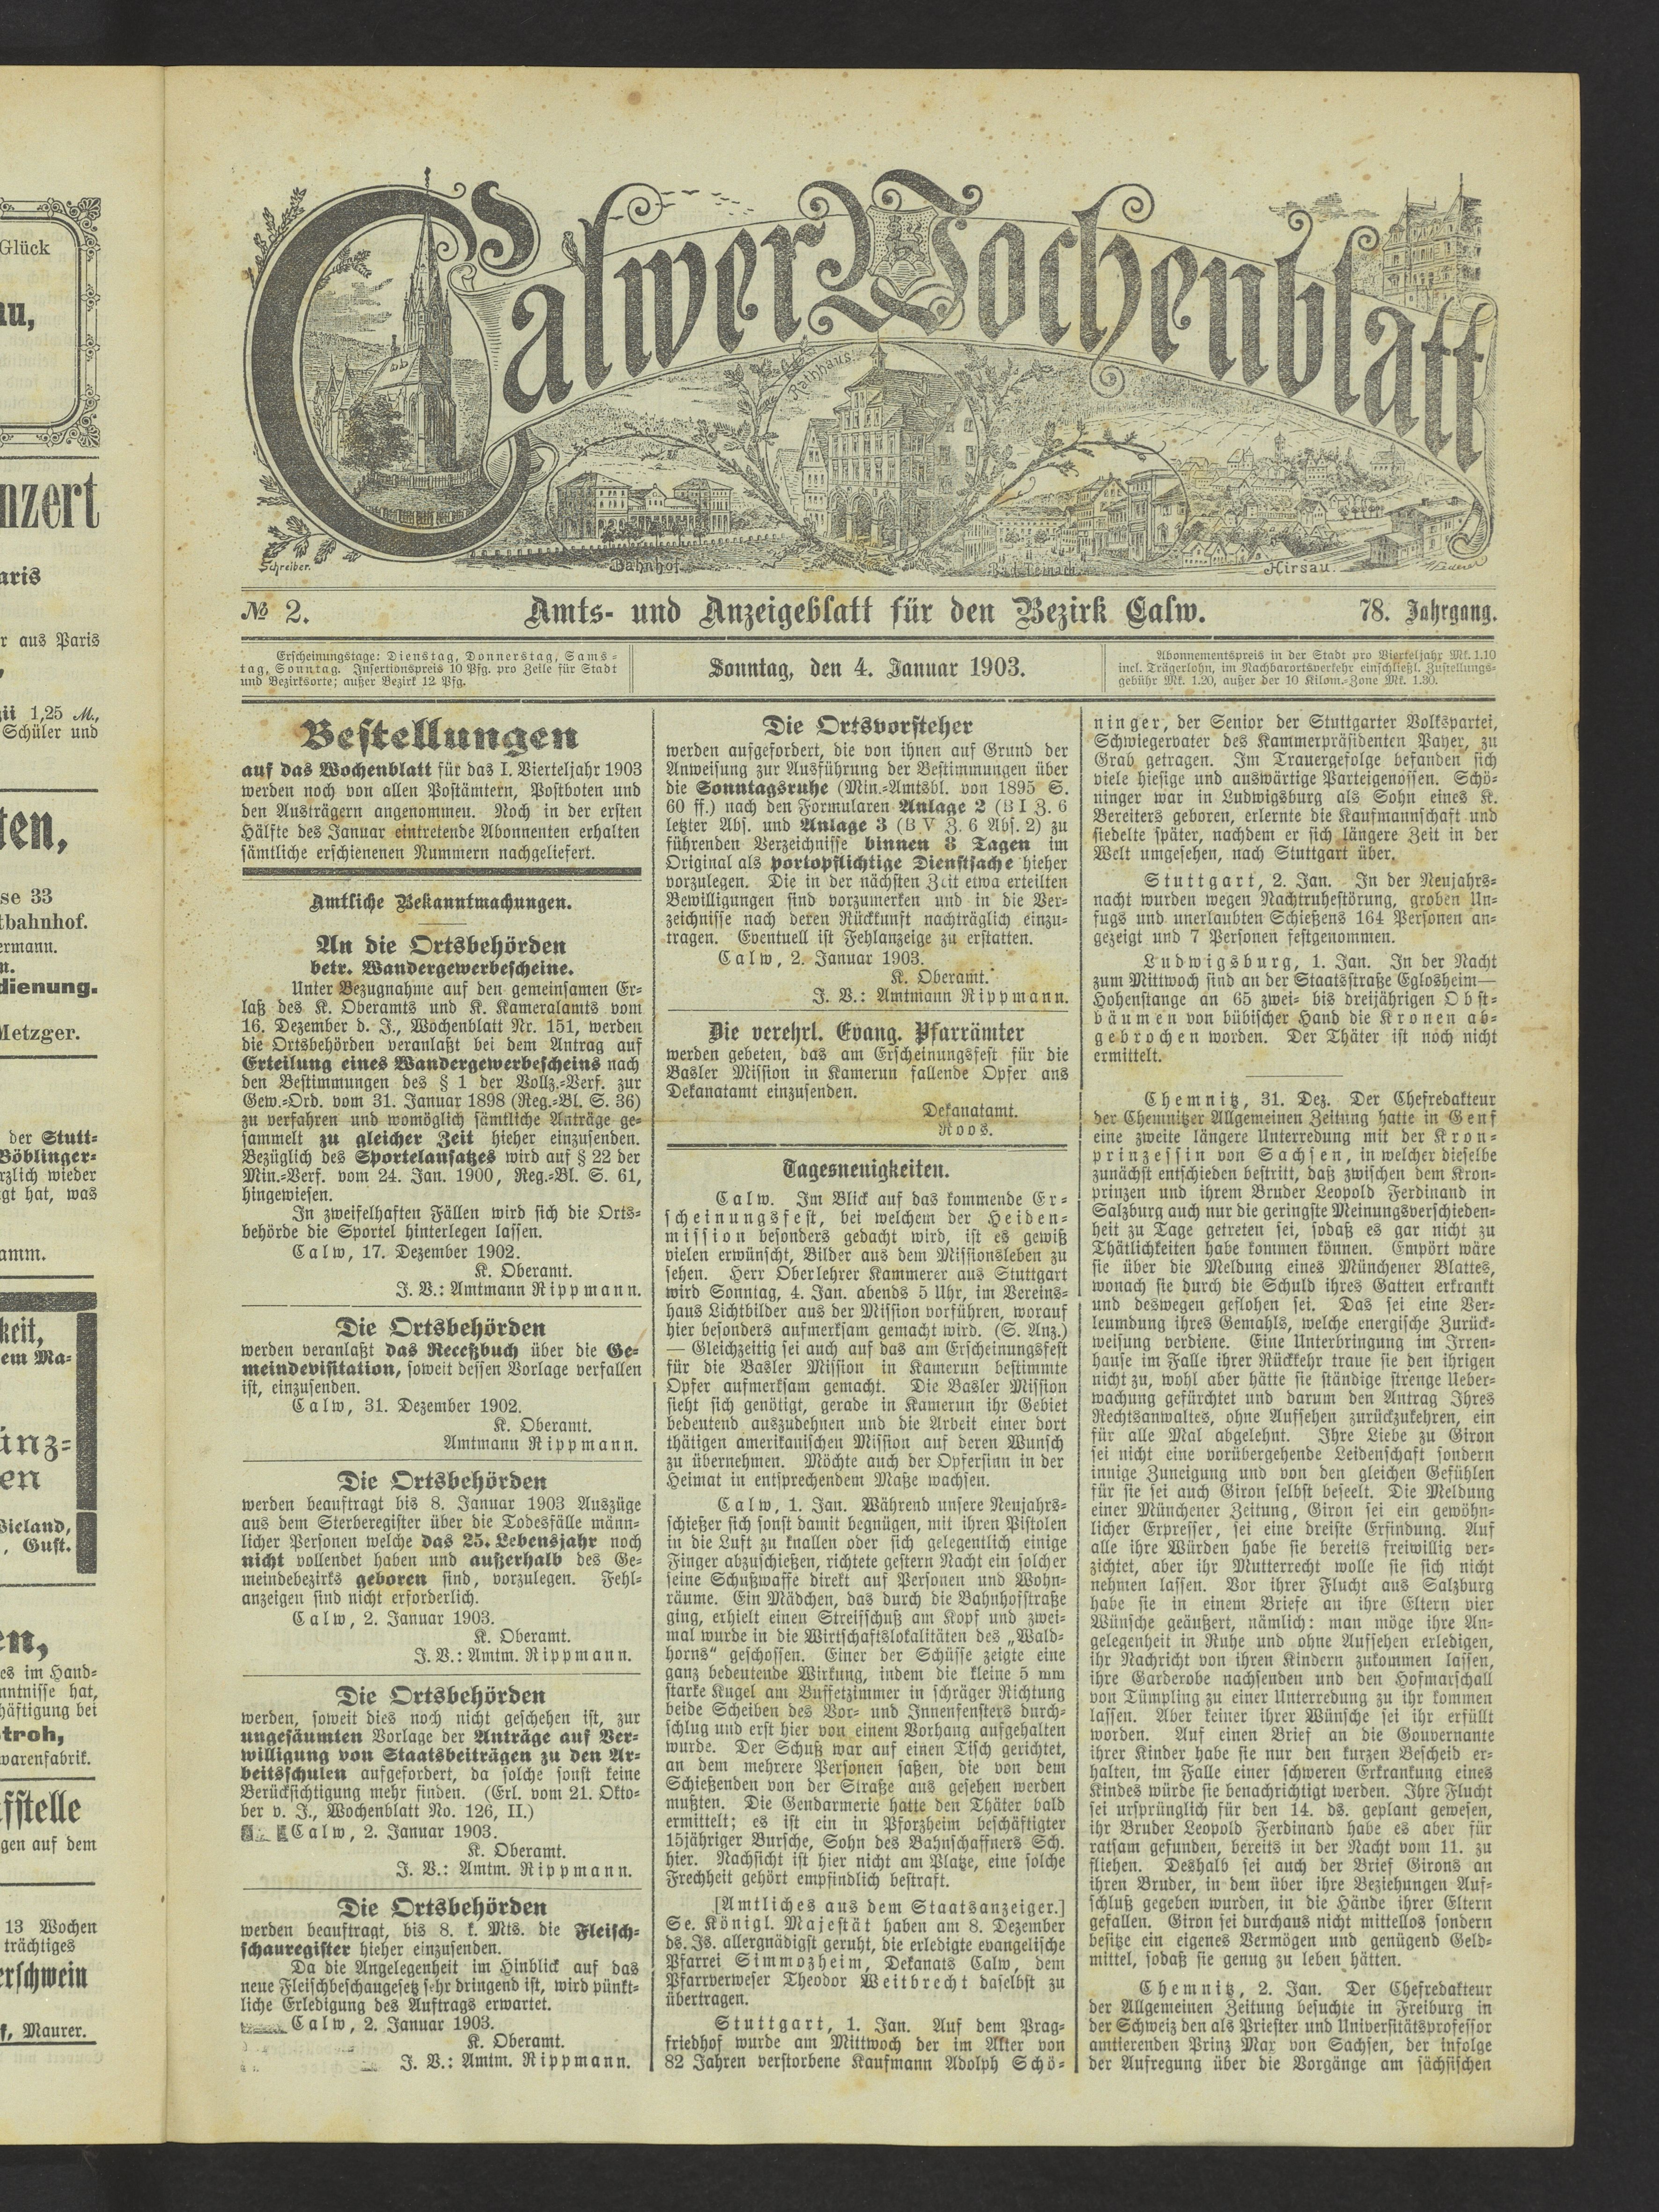 Glück
au,
nzert
aris
r aus Paris
gii 1,25 M.,
Schüler und
ten,
se 33
tbahnhof.
ermann.
n.
dienung.
Metzger.
der Stutt-
Böblinger-
rzlich wieder
gt hat, was
amm.
keit,
em Ma-
änz-
en
Wieland,
, Gust.
en,
es im Hand-
nntnisse hat,
häftigung bei
troh,
warenfabrik.
fstelle
gen auf dem
13 Wochen
trächtiges
erschwein
f, Maurer.
Calwer Wochenblatt
Rathhaus.
Schreiber.
Bahnhof.
Bad Teinach.
Hirsau.
№ 2.
Amts- und Anzeigeblatt für den Bezirk Calw.
78. Jahrgang.
Erscheinungstage: Dienstag, Donnerstag, Sams-
tag, Sonntag. Insertionspreis 10 Pfg. pro Zeile für Stadt
und Bezirksorte; außer Bezirk 12 Pfg.
Sonntag, den 4. Januar 1903.
Abonnementspreis in der Stadt pro Vierteljahr Mk. 1.10
incl. Trägerlohn, im Nachbarortsverkehr einschließl. Zustellungs-
gebühr Mk. 1.20, außer der 10 Kilom.-Zone Mk. 1.30.
Bestellungen
auf das Wochenblatt für das I. Vierteljahr 1903
werden noch von allen Postämtern, Postboten und
den Austrägern angenommen. Noch in der ersten
Hälfte des Januar eintretende Abonnenten erhalten
sämtliche erschienenen Nummern nachgeliefert.
Amtliche Bekanntmachungen.
An die Ortsbehörden
betr. Wandergewerbescheine.
Unter Bezugnahme auf den gemeinsamen Er-
laß des K. Oberamts und K. Kameralamts vom
16. Dezember d. J., Wochenblatt Nr. 151, werden
die Ortsbehörden veranlaßt bei dem Antrag auf
Erteilung eines Wandergewerbescheins nach
den Bestimmungen des § 1 der Vollz.-Verf. zur
Gew.-Ord. vom 31. Januar 1898 (Reg.-Bl. S. 36)
zu verfahren und womöglich sämtliche Anträge ge-
sammelt zu gleicher Zeit hieher einzusenden.
Bezüglich des Sportelansatzes wird auf § 22 der
Min.-Verf. vom 24. Jan. 1900, Reg.-Bl. S. 61,
hingewiesen.
In zweifelhaften Fällen wird sich die Orts-
behörde die Sportel hinterlegen lassen.
Calw, 17. Dezember 1902.
K. Oberamt.
J. V.: Amtmann Rippmann.
Die Ortsbehörden
werden veranlaßt das Receßbuch über die Ge-
meindevisitation, soweit dessen Vorlage verfallen
ist, einzusenden.
Calw, 31. Dezember 1902.
K. Oberamt.
Amtmann Rippmann.
Die Ortsbehörden
werden beauftragt bis 8. Januar 1903 Auszüge
aus dem Sterberegister über die Todesfälle männ-
licher Personen welche das 25. Lebensjahr noch
nicht vollendet haben und außerhalb des Ge-
meindebezirks geboren sind, vorzulegen. Fehl-
anzeigen sind nicht erforderlich.
Calw, 2. Januar 1903.
K. Oberamt.
J. V.: Amtm. Rippmann.
Die Ortsbehörden
werden, soweit dies noch nicht geschehen ist, zur
ungesäumten Vorlage der Anträge auf Ver-
willigung von Staatsbeiträgen zu den Ar-
beitsschulen aufgefordert, da solche sonst keine
Berücksichtigung mehr finden. (Erl. vom 21. Okto-
ber v. J., Wochenblatt No. 126, II.)
Calw, 2. Januar 1903.
K. Oberamt.
J. V.: Amtm. Rippmann.
Die Ortsbehörden
werden beauftragt, bis 8. k. Mts. die Fleisch-
schauregister hieher einzusenden.
Da die Angelegenheit im Hinblick auf das
neue Fleischbeschaugesetz sehr dringend ist, wird pünkt-
liche Erledigung des Auftrags erwartet.
Calw, 2. Januar 1903.
K. Oberamt.
J. V.: Amtm. Rippmann.
Die Ortsvorsteher
werden aufgefordert, die von ihnen auf Grund der
Anweisung zur Ausführung der Bestimmungen über
die Sonntagsruhe (Min.-Amtsbl. von 1895 S.
60 ff.) nach den Formularen Anlage 2 (B I Z. 6
letzter Abs. und Anlage 3 (B V Z. 6 Abs. 2) zu
führenden Verzeichnisse binnen 3 Tagen im
Original als portopflichtige Dienstsache hieher
vorzulegen. Die in der nächsten Zeit etwa erteilten
Bewilligungen sind vorzumerken und in die Ver-
zeichnisse nach deren Rückkunft nachträglich einzu-
tragen. Eventuell ist Fehlanzeige zu erstatten.
Calw, 2. Januar 1903.
K. Oberamt.
J. V.: Amtmann Rippmann.
Die verehrl. Evang. Pfarrämter
werden gebeten, das am Erscheinungsfest für die
Basler Mission in Kamerun fallende Opfer ans
Dekanatamt einzusenden.
Dekanatamt.
Roos.
Tagesneuigkeiten.
Calw. Im Blick auf das kommende Er-
scheinungsfest, bei welchem der Heiden-
mission besonders gedacht wird, ist es gewiß
vielen erwünscht, Bilder aus dem Missionsleben zu
sehen. Herr Oberlehrer Kammerer aus Stuttgart
wird Sonntag, 4. Jan. abends 5 Uhr, im Vereins-
haus Lichtbilder aus der Mission vorführen, worauf
hier besonders aufmerksam gemacht wird. (S. Anz.)
— Gleichzeitig sei auch auf das am Erscheinungsfest
für die Basler Mission in Kamerun bestimmte
Opfer aufmerksam gemacht. Die Basler Mission
sieht sich genötigt, gerade in Kamerun ihr Gebiet
bedeutend auszudehnen und die Arbeit einer dort
thätigen amerikanischen Mission auf deren Wunsch
zu übernehmen. Möchte auch der Opfersinn in der
Heimat in entsprechendem Maße wachsen.
Calw, 1. Jan. Während unsere Neujahrs-
schießer sich sonst damit begnügen, mit ihren Pistolen
in die Luft zu knallen oder sich gelegentlich einige
Finger abzuschießen, richtete gestern Nacht ein solcher
seine Schußwaffe direkt auf Personen und Wohn-
räume. Ein Mädchen, das durch die Bahnhofstraße
ging, erhielt einen Streifschuß am Kopf und zwei-
mal wurde in die Wirtschaftslokalitäten des „Wald-
horns“ geschossen. Einer der Schüsse zeigte eine
ganz bedeutende Wirkung, indem die kleine 5 mm
starke Kugel am Buffetzimmer in schräger Richtung
beide Scheiben des Vor- und Innenfensters durch-
schlug und erst hier von einem Vorhang aufgehalten
wurde. Der Schuß war auf einen Tisch gerichtet,
an dem mehrere Personen saßen, die von dem
Schießenden von der Straße aus gesehen werden
mußten. Die Gendarmerie hatte den Thäter bald
ermittelt; es ist ein in Pforzheim beschäftigter
15jähriger Bursche, Sohn des Bahnschaffners Sch.
hier. Nachsicht ist hier nicht am Platze, eine solche
Frechheit gehört empfindlich bestraft.
[Amtliches aus dem Staatsanzeiger.]
Se. Königl. Majestät haben am 8. Dezember
ds. Js. allergnädigst geruht, die erledigte evangelische
Pfarrei Simmozheim, Dekanats Calw, dem
Pfarrverweser Theodor Weitbrecht daselbst zu
übertragen.
Stuttgart, 1. Jan. Auf dem Prag-
friedhof wurde am Mittwoch der im Alter von
82 Jahren verstorbene Kaufmann Adolph Schö-
ninger, der Senior der Stuttgarter Volkspartei,
Schwiegervater des Kammerpräsidenten Payer, zu
Grab getragen. Im Trauergefolge befanden sich
viele hiesige und auswärtige Parteigenossen. Schö-
ninger war in Ludwigsburg als Sohn eines K.
Bereiters geboren, erlernte die Kaufmannschaft und
siedelte später, nachdem er sich längere Zeit in der
Welt umgesehen, nach Stuttgart über.
Stuttgart, 2. Jan. In der Neujahrs-
nacht wurden wegen Nachtruhestörung, groben Un-
fugs und unerlaubten Schießens 164 Personen an-
gezeigt und 7 Personen festgenommen.
Ludwigsburg, 1. Jan. In der Nacht
zum Mittwoch sind an der Staatsstraße Eglosheim—
Hohenstange an 65 zwei- bis dreijährigen Obst-
bäumen von bübischer Hand die Kronen ab-
gebrochen worden. Der Thäter ist noch nicht
ermittelt.
Chemnitz, 31. Dez. Der Chefredakteur
der Chemnitzer Allgemeinen Zeitung hatte in Genf
eine zweite längere Unterredung mit der Kron-
prinzessin von Sachsen, in welcher dieselbe
zunächst entschieden bestritt, daß zwischen dem Kron-
prinzen und ihrem Bruder Leopold Ferdinand in
Salzburg auch nur die geringste Meinungsverschieden-
heit zu Tage getreten sei, sodaß es gar nicht zu
Thätlichkeiten habe kommen können. Empört wäre
sie über die Meldung eines Münchener Blattes,
wonach sie durch die Schuld ihres Gatten erkrankt
und deswegen geflohen sei. Das sei eine Ver-
leumdung ihres Gemahls, welche energische Zurück-
weisung verdiene. Eine Unterbringung im Irren-
hause im Falle ihrer Rückkehr traue sie den ihrigen
nicht zu, wohl aber hätte sie ständige strenge Ueber-
wachung gefürchtet und darum den Antrag Ihres
Rechtsanwaltes, ohne Aufsehen zurückzukehren, ein
für alle Mal abgelehnt. Ihre Liebe zu Giron
sei nicht eine vorübergehende Leidenschaft sondern
innige Zuneigung und von den gleichen Gefühlen
für sie sei auch Giron selbst beseelt. Die Meldung
einer Münchener Zeitung, Giron sei ein gewöhn-
licher Erpresser, sei eine dreiste Erfindung. Auf
alle ihre Würden habe sie bereits freiwillig ver-
zichtet, aber ihr Mutterrecht wolle sie sich nicht
nehmen lassen. Vor ihrer Flucht aus Salzburg
habe sie in einem Briefe an ihre Eltern vier
Wünsche geäußert, nämlich: man möge ihre An-
gelegenheit in Ruhe und ohne Aufsehen erledigen,
ihr Nachricht von ihren Kindern zukommen lassen,
ihre Garderobe nachsenden und den Hofmarschall
von Tümpling zu einer Unterredung zu ihr kommen
lassen. Aber keiner ihrer Wünsche sei ihr erfüllt
worden. Auf einen Brief an die Gouvernante
ihrer Kinder habe sie nur den kurzen Bescheid er-
halten, im Falle einer schweren Erkrankung eines
Kindes würde sie benachrichtigt werden. Ihre Flucht
sei ursprünglich für den 14. ds. geplant gewesen,
ihr Bruder Leopold Ferdinand habe es aber für
ratsam gefunden, bereits in der Nacht vom 11. zu
fliehen. Deshalb sei auch der Brief Girons an
ihren Bruder, in dem über ihre Beziehungen Auf-
schluß gegeben wurden, in die Hände ihrer Eltern
gefallen. Giron sei durchaus nicht mittellos sondern
besitze ein eigenes Vermögen und genügend Geld-
mittel, sodaß sie genug zu leben hätten.
Chemnitz, 2. Jan. Der Chefredakteur
der Allgemeinen Zeitung besuchte in Freiburg in
der Schweiz den als Priester und Universitätsprofessor
amtierenden Prinz Max von Sachsen, der infolge
der Aufregung über die Vorgänge am sächsischen